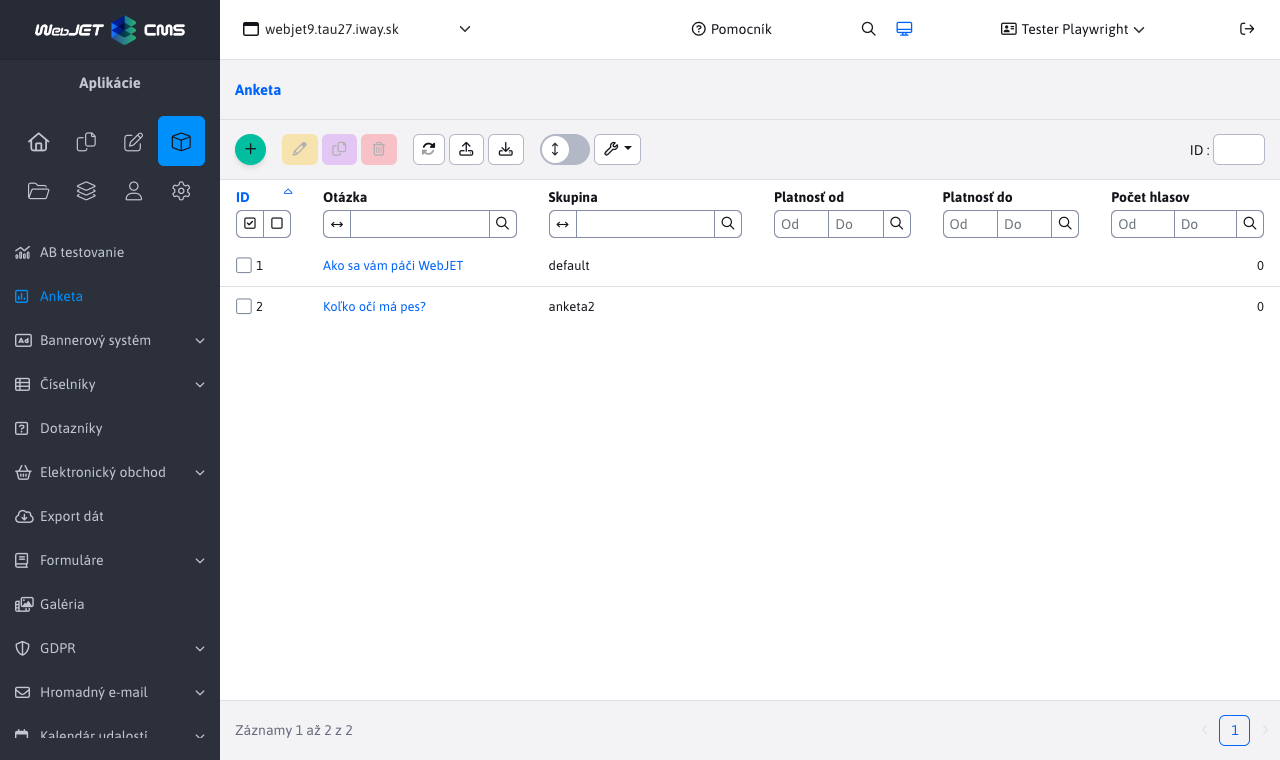 WebJET CMS
webjet9.tau27.iway.sk
Pomocník
Tester Playwright
Aplikácie
Anketa
ID :
ID
Otázka
Skupina
Platnosť od
Platnosť do
Počet hlasov
Od
Do
Od
Do
Od
Do
1
Ako sa vám páči WebJET
default
0
2
Koľko očí má pes?
anketa2
0
AB testovanie
Anketa
Bannerový systém
Číselníky
Dotazníky
Elektronický obchod
Export dát
Formuláre
Galéria
GDPR
Hromadný e-mail
Kalendár udalostí
Záznamy 1 až 2 z 2
1